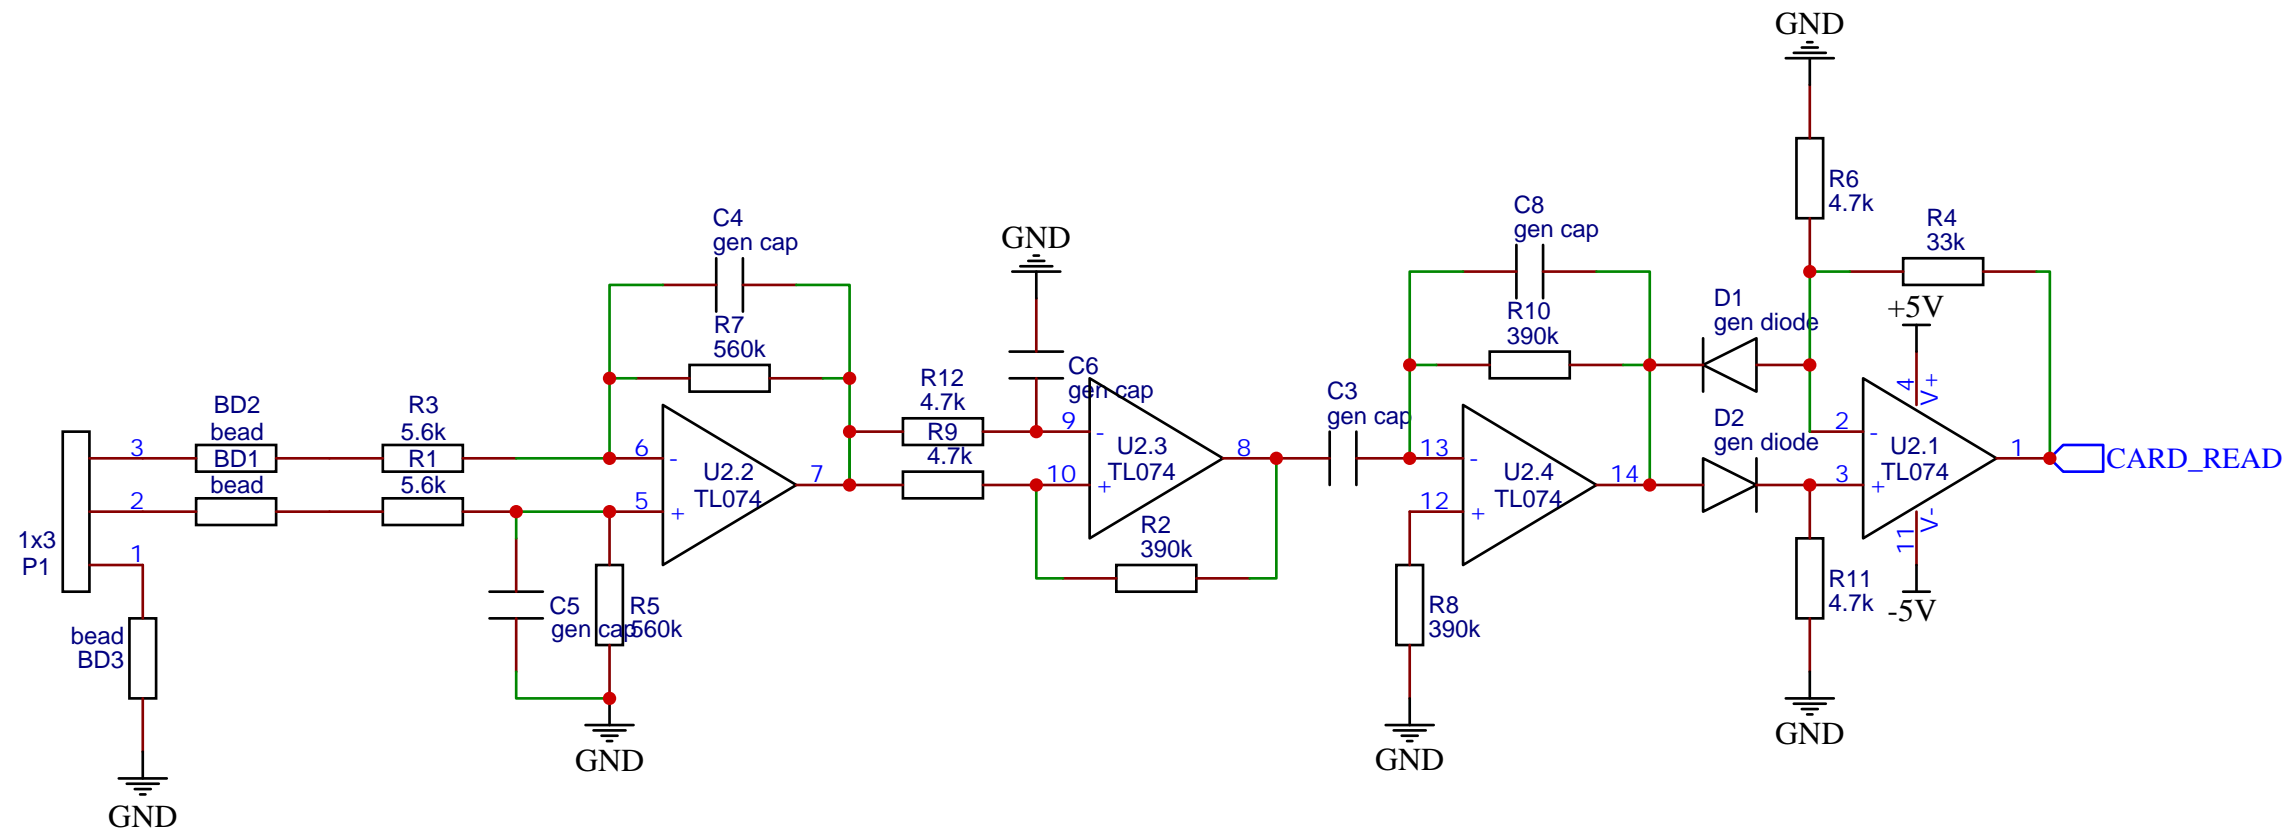 GND
R6
4.7k
R4
33k
+5V
C4
gen cap
R7
560k
GND
C6
gen cap
C8
gen cap
R10
390k
D1
gen diode
BD2
bead
BD1
bead
R3
5.6k
R1
5.6k
R12
4.7k
R9
4.7k
C3
gen cap
D2
gen diode
3
2
1
1x3
P1
6
-
5
+
U2.2
TL074
7
9
-
10
+
U2.3
TL074
8
R2
390k
13
-
12
+
U2.4
TL074
14
4
V+
2
-
3
+
U2.1
TL074
1
CARD_READ
11
V-
-5V
bead
BD3
C5
gen cap
R5
560k
R8
390k
R11
4.7k
GND
GND
GND
GND